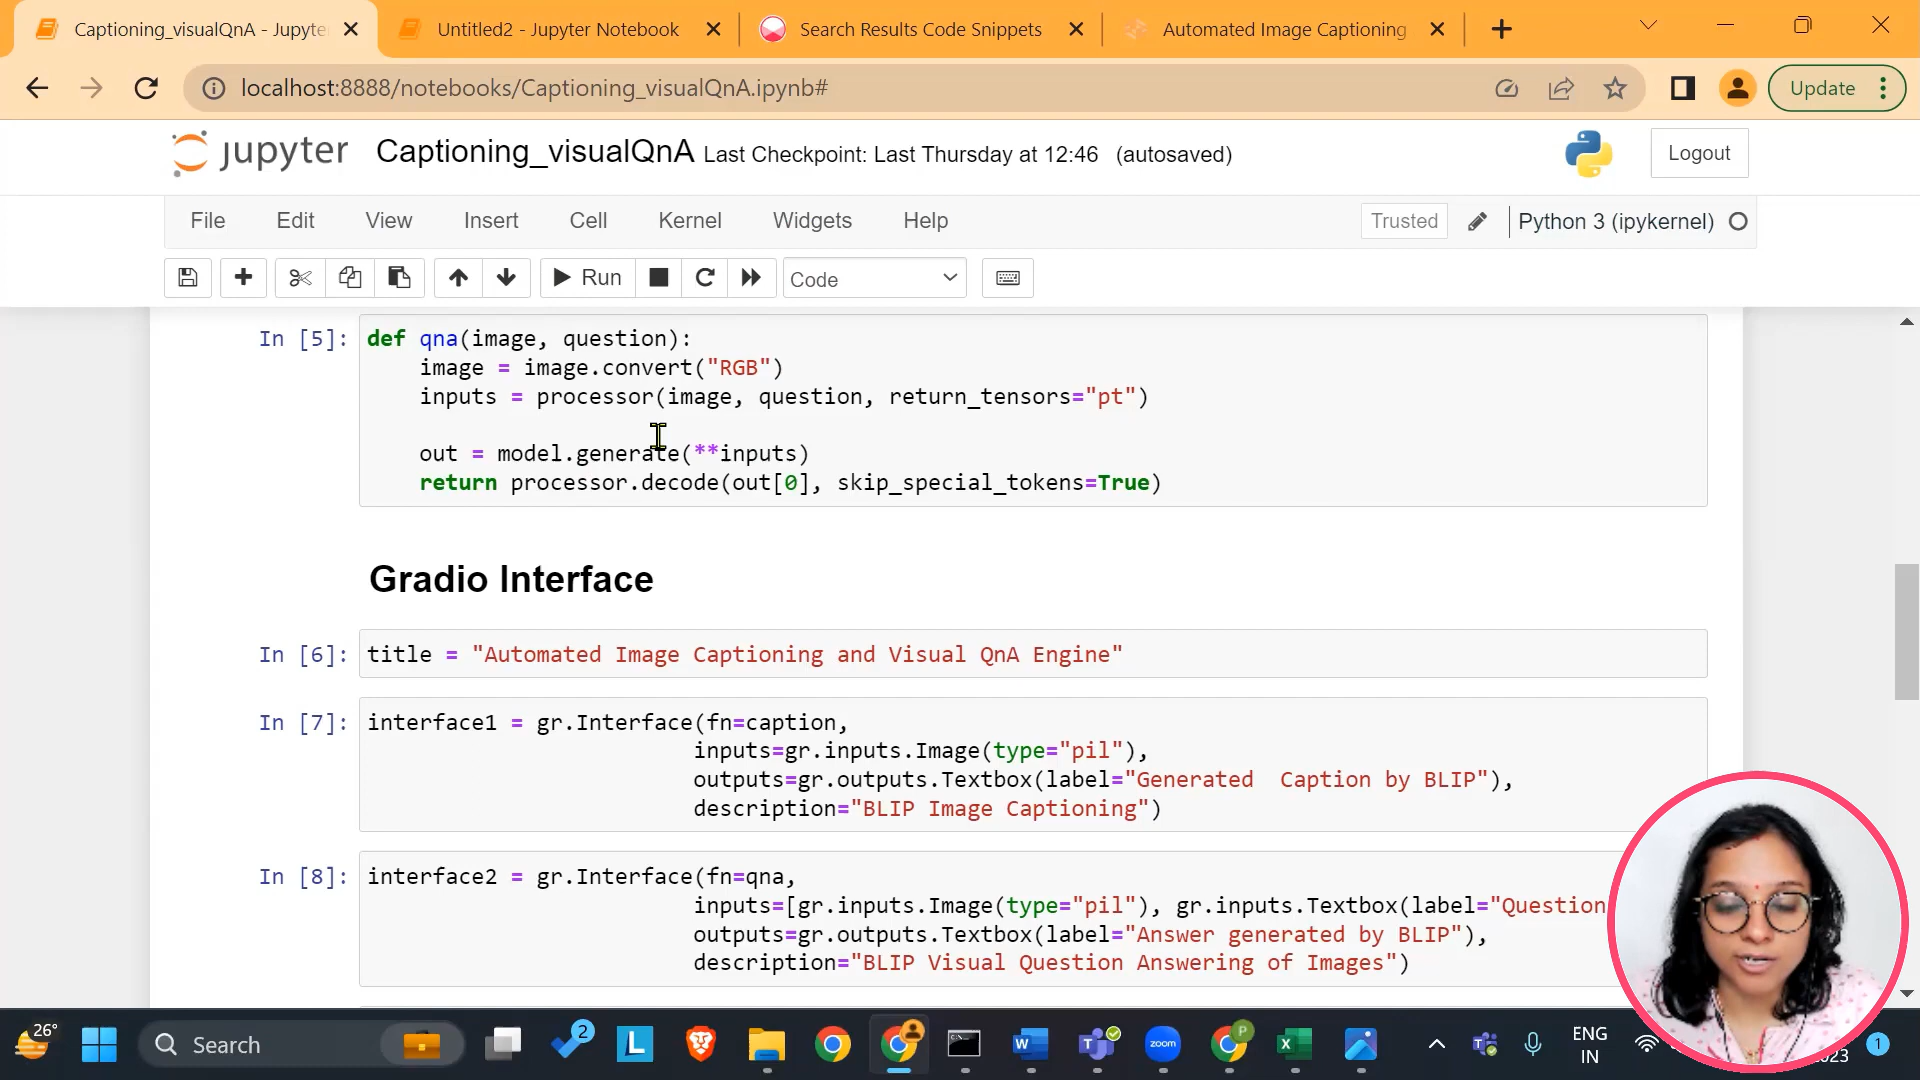 Captioning_visualQnA - Jupyte
Untitled2 - Jupyter Notebook
Search Results Code Snippets
Automated Image Captioning
localhost:8888/notebooks/Captioning_visualQnA.ipynb#
Update
jupyter
Captioning_visualQnA Last Checkpoint: Last Thursday at 12:46 (autosaved)
Logout
File
Edit
View
Insert
Cell
Kernel
Widgets
Help
Trusted
Python 3 (ipykernel)
Run
Code
In [5]:
def qna(image, question):
image = image.convert("RGB")
inputs = processor(image, question, return_tensors="pt")
out = model.generate(**inputs)
return processor.decode(out[0], skip_special_tokens=True)
Gradio Interface
In [6]:
title = "Automated Image Captioning and Visual QnA Engine"
In [7]:
interface1 = gr.Interface(fn=caption,
inputs=gr.inputs.Image(type="pil"),
outputs=gr.outputs.Textbox(label="Generated  Caption by BLIP"),
description="BLIP Image Captioning")
In [8]:
interface2 = gr.Interface(fn=qna,
inputs=[gr.inputs.Image(type="pil"), gr.inputs.Textbox(label="Question
outputs=gr.outputs.Textbox(label="Answer generated by BLIP"),
description="BLIP Visual Question Answering of Images")
26°
Search
2
L
W
T
zoom
P
X
ENG
IN
2023
1